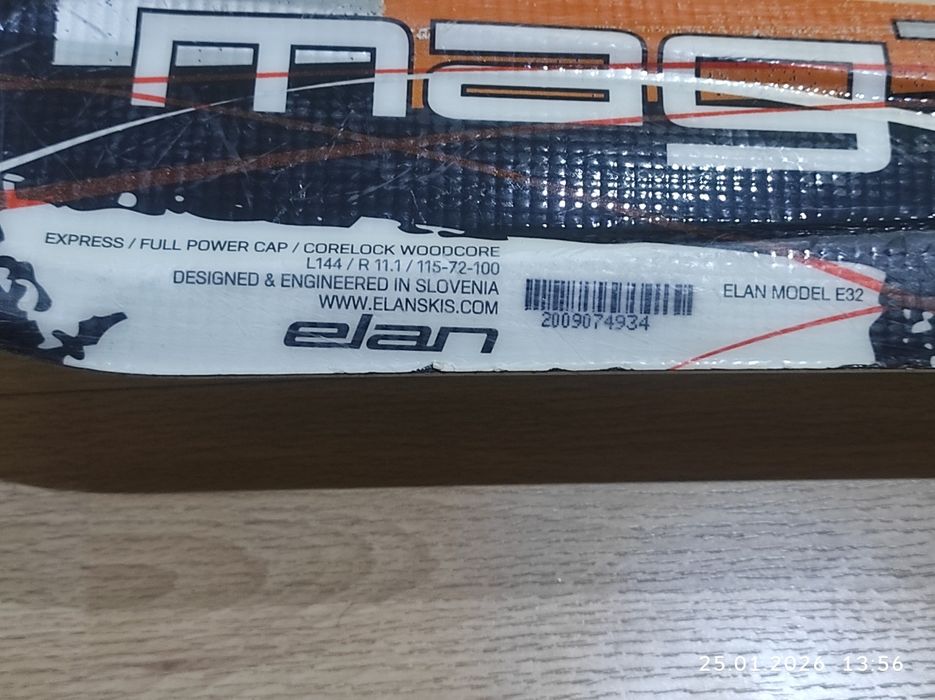 mag
EXPRESS / FULL POWER CAP / CORELOCK WOODCORE
L144 / R 11.1 / 115-72-100
DESIGNED & ENGINEERED IN SLOVENIA
WWW.ELANSKIS.COM
elan
2009074934
ELAN MODEL E32
25.01.2026 13:56